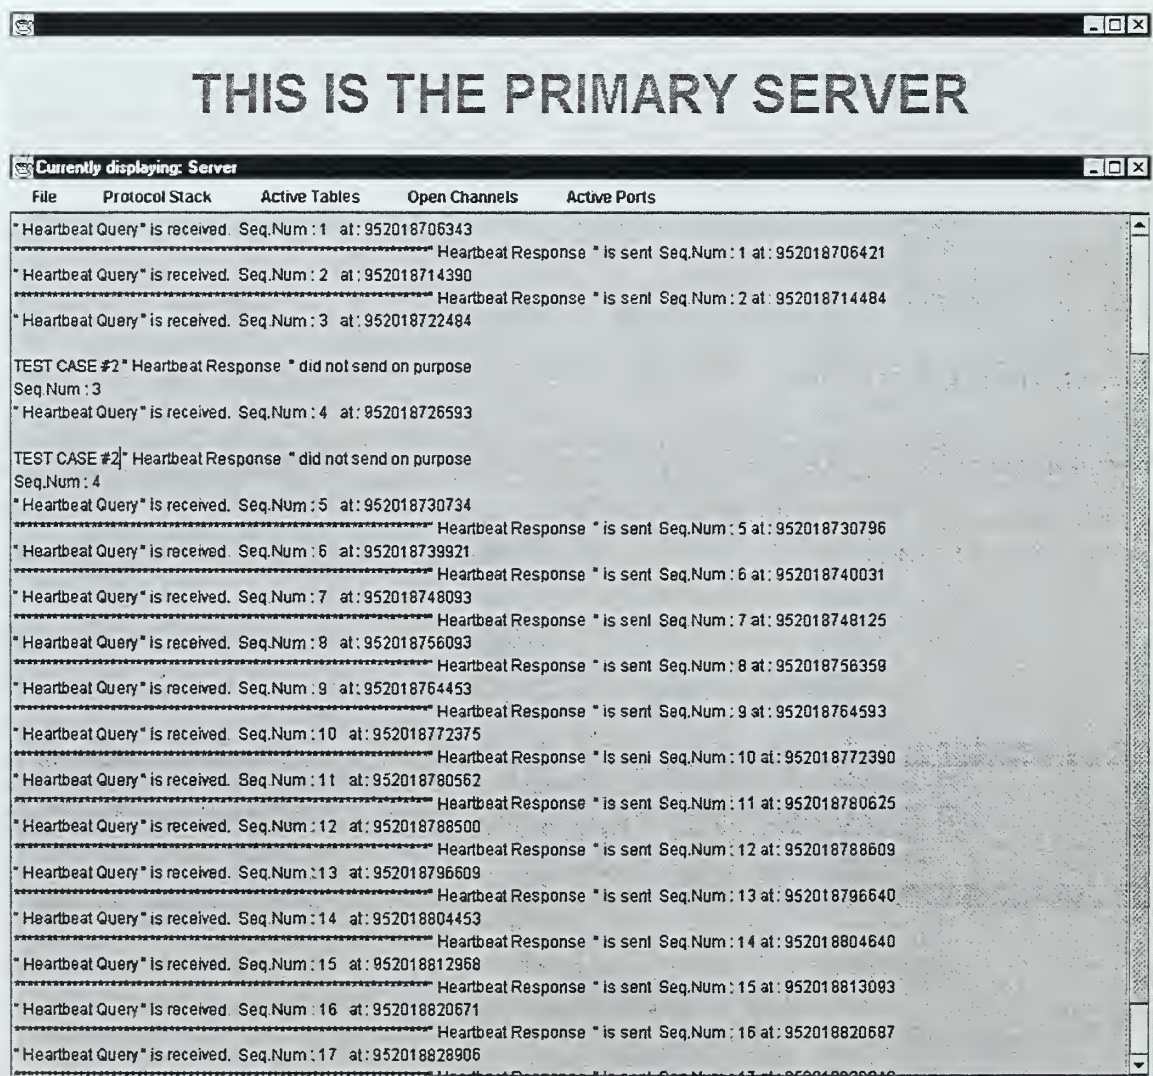 THIS IS THE PRIMARY SERVER
Currently displaying: Server
File Protocol Stack Active Tables Open Channels Active Ports
" Heartbeat Query" is received. Seq.Num : 1 at : 952018706343
****************************************************************" Heartbeat Response " is sent Seq.Num : 1 at : 952018706421
" Heartbeat Query" is received. Seq.Num : 2 at : 952018714390
****************************************************************" Heartbeat Response " is sent Seq.Num : 2 at : 952018714484
" Heartbeat Query" is received. Seq.Num : 3 at : 952018722484
TEST CASE #2" Heartbeat Response " did not send on purpose
Seq.Num : 3
" Heartbeat Query" is received. Seq.Num : 4 at : 952018726593
TEST CASE #2" Heartbeat Response " did not send on purpose
Seq.Num : 4
" Heartbeat Query" is received. Seq.Num : 5 at : 952018730734
****************************************************************" Heartbeat Response " is sent Seq.Num : 5 at : 952018730796
" Heartbeat Query" is received. Seq.Num : 6 at : 952018739921
****************************************************************" Heartbeat Response " is sent Seq.Num : 6 at : 952018740031
" Heartbeat Query" is received. Seq.Num : 7 at : 952018748093
****************************************************************" Heartbeat Response " is sent Seq.Num : 7 at : 952018748125
" Heartbeat Query" is received. Seq.Num : 8 at : 952018756093
****************************************************************" Heartbeat Response " is sent Seq.Num : 8 at : 952018756359
" Heartbeat Query" is received. Seq.Num : 9 at : 952018764453
****************************************************************" Heartbeat Response " is sent Seq.Num : 9 at : 952018764593
" Heartbeat Query" is received. Seq.Num : 10 at : 952018772375
****************************************************************" Heartbeat Response " is sent Seq.Num : 10 at : 952018772390
" Heartbeat Query" is received. Seq.Num : 11 at : 952018780562
****************************************************************" Heartbeat Response " is sent Seq.Num : 11 at : 952018780625
" Heartbeat Query" is received. Seq.Num : 12 at : 952018788500
****************************************************************" Heartbeat Response " is sent Seq.Num : 12 at : 952018788609
" Heartbeat Query" is received. Seq.Num : 13 at : 952018796609
****************************************************************" Heartbeat Response " is sent Seq.Num : 13 at : 952018796640
" Heartbeat Query" is received. Seq.Num : 14 at : 952018804453
****************************************************************" Heartbeat Response " is sent Seq.Num : 14 at : 952018804640
" Heartbeat Query" is received. Seq.Num : 15 at : 952018812968
****************************************************************" Heartbeat Response " is sent Seq.Num : 15 at : 952018813093
" Heartbeat Query" is received. Seq.Num : 16 at : 952018820671
****************************************************************" Heartbeat Response " is sent Seq.Num : 16 at : 952018820687
" Heartbeat Query" is received. Seq.Num : 17 at : 952018828906